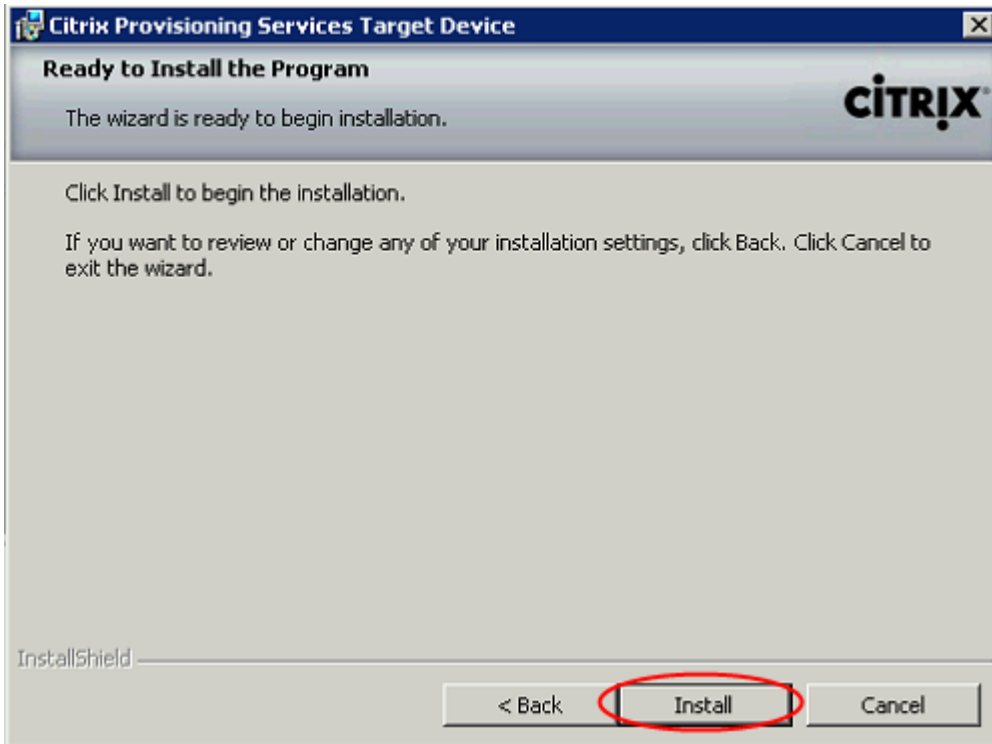 Citrix Provisioning Services Target Device
Ready to Install the Program
The wizard is ready to begin installation.
CİTRIX
Click Install to begin the installation.
If you want to review or change any of your installation settings, click Back. Click Cancel to
exit the wizard.
InstallShield
< Back
Install
Cancel